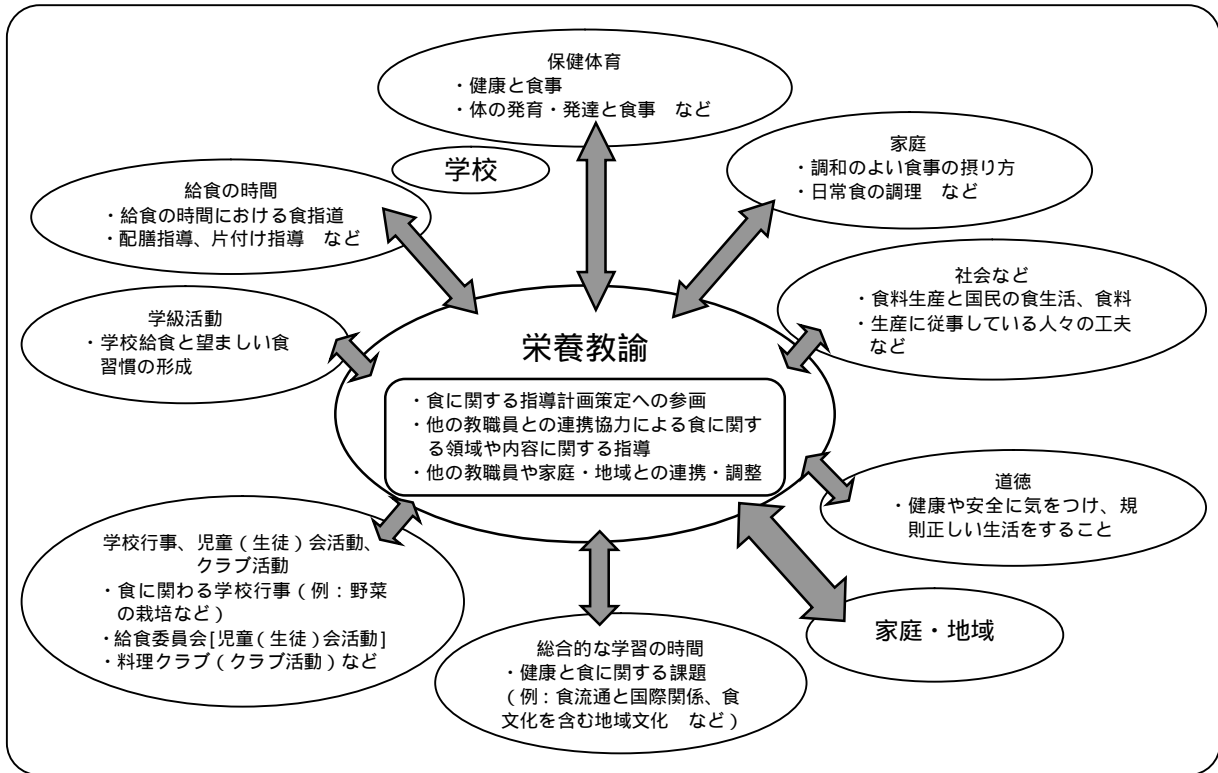 保健体育
・健康と食事
・体の発育・発達と食事　など
学校
家庭
・調和のよい食事の摂り方
・日常食の調理　など
給食の時間
・給食の時間における食指道
・配膳指導、片付け指導　など
社会など
・食料生産と国民の食生活、食料
・生産に従事している人々の工夫
など
学級活動
・学校給食と望ましい食
習慣の形成
栄養教諭
・食に関する指導計画策定への参画
・他の教職員との連携協力による食に関す
る領域や内容に関する指導
・他の教職員や家庭・地域との連携・調整
道徳
・健康や安全に気をつけ、規
則正しい生活をすること
学校行事、児童（生徒）会活動、
クラブ活動
・食に関わる学校行事（例：野菜
の栽培など）
・給食委員会[児童（生徒）会活動]
・料理クラブ（クラブ活動）など
総合的な学習の時間
・健康と食に関する課題
（例：食流通と国際関係、食
文化を含む地域文化　など）
家庭・地域